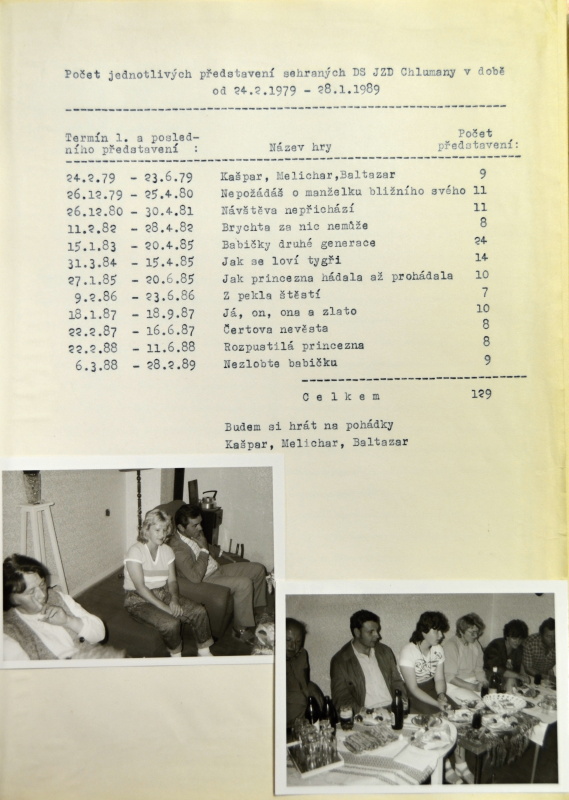 Počet jednotlivých představení sehraných DS JZD Chlumany v době
od 24.2.1979 - 28.1.1989
Termín 1. a posled-
ního představení : Název hry Počet představení:
24.2.79 - 23.6.79 Kašpar, Melichar,Baltazar 9
26.12.79 - 25.4.80 Nepožádáš o manželku bližního svého 11
26.12.80 - 30.4.81 Návštěva nepřichází 11
11.2.82 - 28.4.82 Brychta za nic nemůže 8
15.1.83 - 20.4.85 Babičky druhé generace 24
31.3.84 - 15.4.85 Jak se loví tygři 14
27.1.85 - 20.6.85 Jak princezna hádala až prohádala 10
9.2.86 - 23.6.86 Z pekla štěstí 7
18.1.87 - 18.9.87 Já, on, ona a zlato 10
22.2.87 - 16.6.87 Čertova nevěsta 8
22.2.88 - 11.6.88 Rozpustilá princezna 8
6.3.88 - 28.2.89 Nezlobte babičku 9
C e l k e m 129
Budem si hrát na pohádky
Kašpar, Melichar, Baltazar